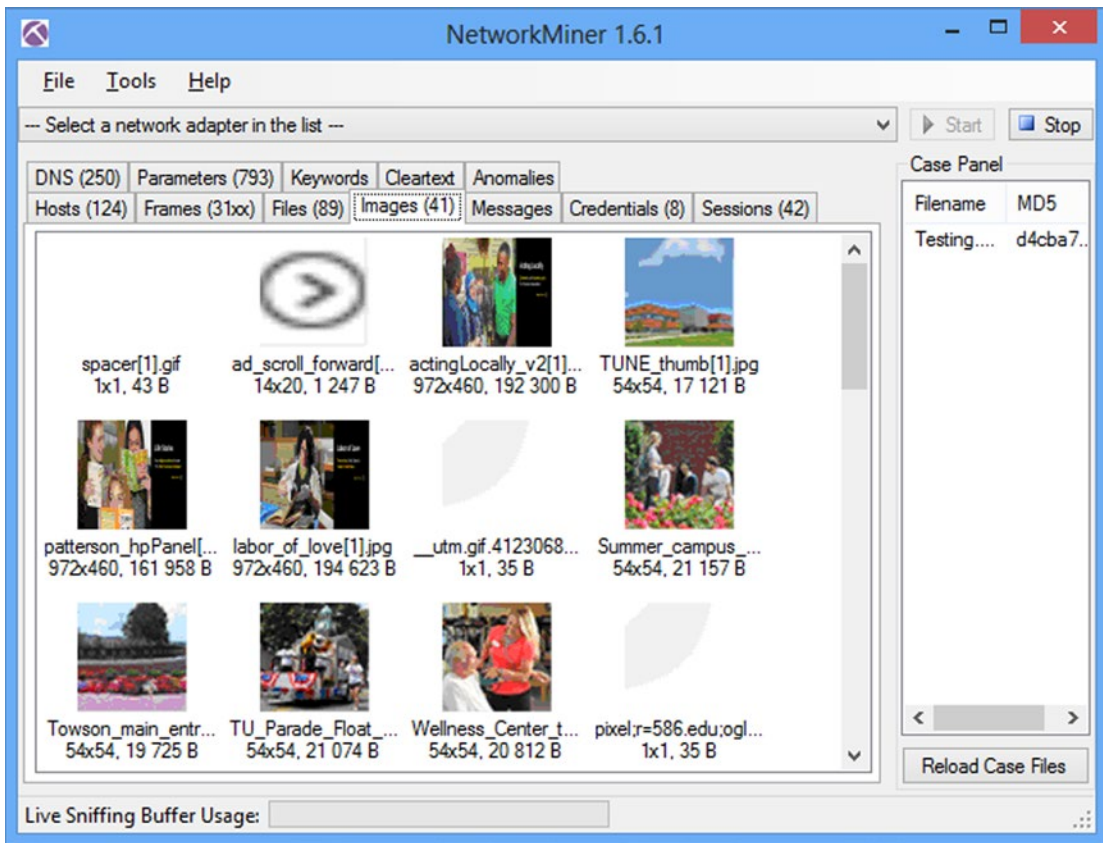 NetworkMiner 1.6.1
File Tools Help
--- Select a network adapter in the list ---
Start
Stop
DNS (250) Parameters (793) Keywords Cleartext Anomalies
Hosts (124) Frames (31xx) Files (89) Images (41) Messages Credentials (8) Sessions (42)
Case Panel
Filename MD5
Testing.... d4cba7..
spacer[1].gif ad_scroll_forward[... actingLocally_v2[1]... TUNE_thumb[1].jpg
1x1, 43 B 14x20, 1 247 B 972x460, 192 300 B 54x54, 17 121 B
patterson_hpPanel[... labor_of_love[1].jpg __utm.gif.4123068... Summer_campus_...
972x460, 161 958 B 972x460, 194 623 B 1x1, 35 B 54x54, 21 157 B
Towson_main_entr... TU_Parade_Float_... Wellness_Center_t... pixel;r=586.edu;ogl...
54x54, 19 725 B 54x54, 21 074 B 54x54, 20 812 B 1x1, 35 B
Reload Case Files
Live Sniffing Buffer Usage: